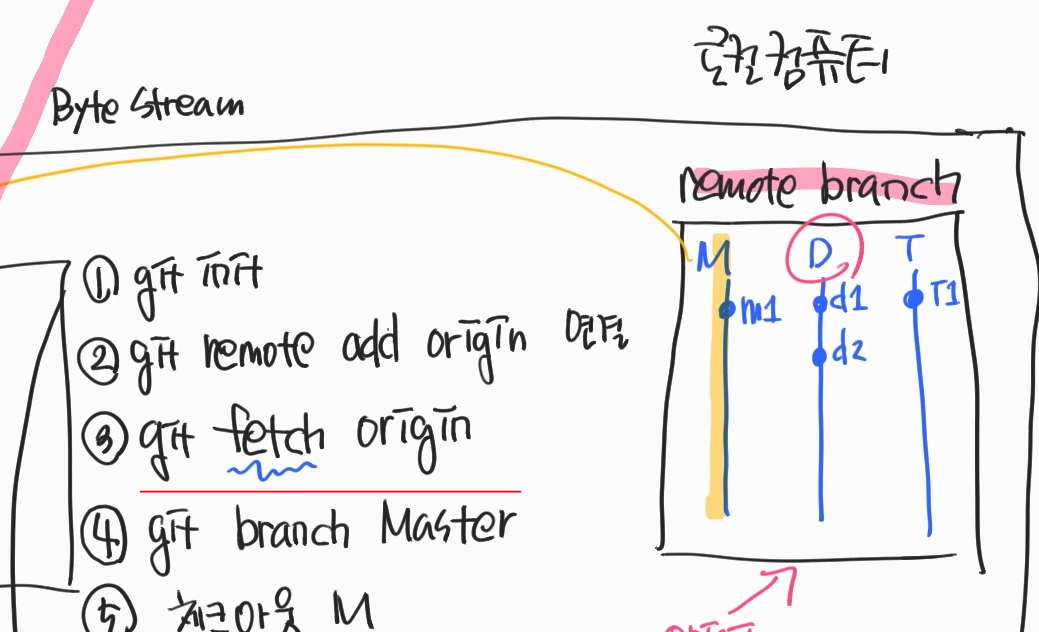 로컬컴퓨터
Byte Stream
remote branch
M D T
m1 d1 T1
d2
① git init
② git remote add origin 연결
③ git fetch origin
④ git branch Master
⑤ 체크아웃 M